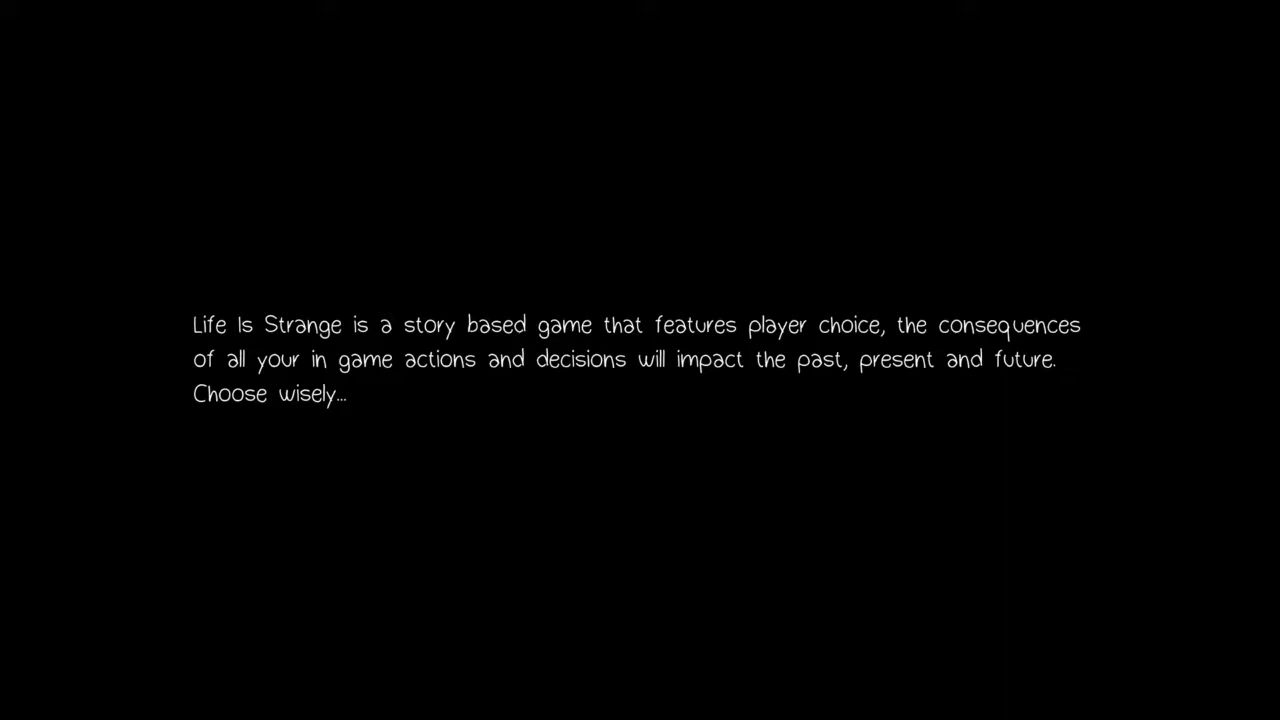 Life Is Strange is a story based game that features player choice, the consequences
of all your in game actions and decisions will impact the past, present and future.
Choose wisely...